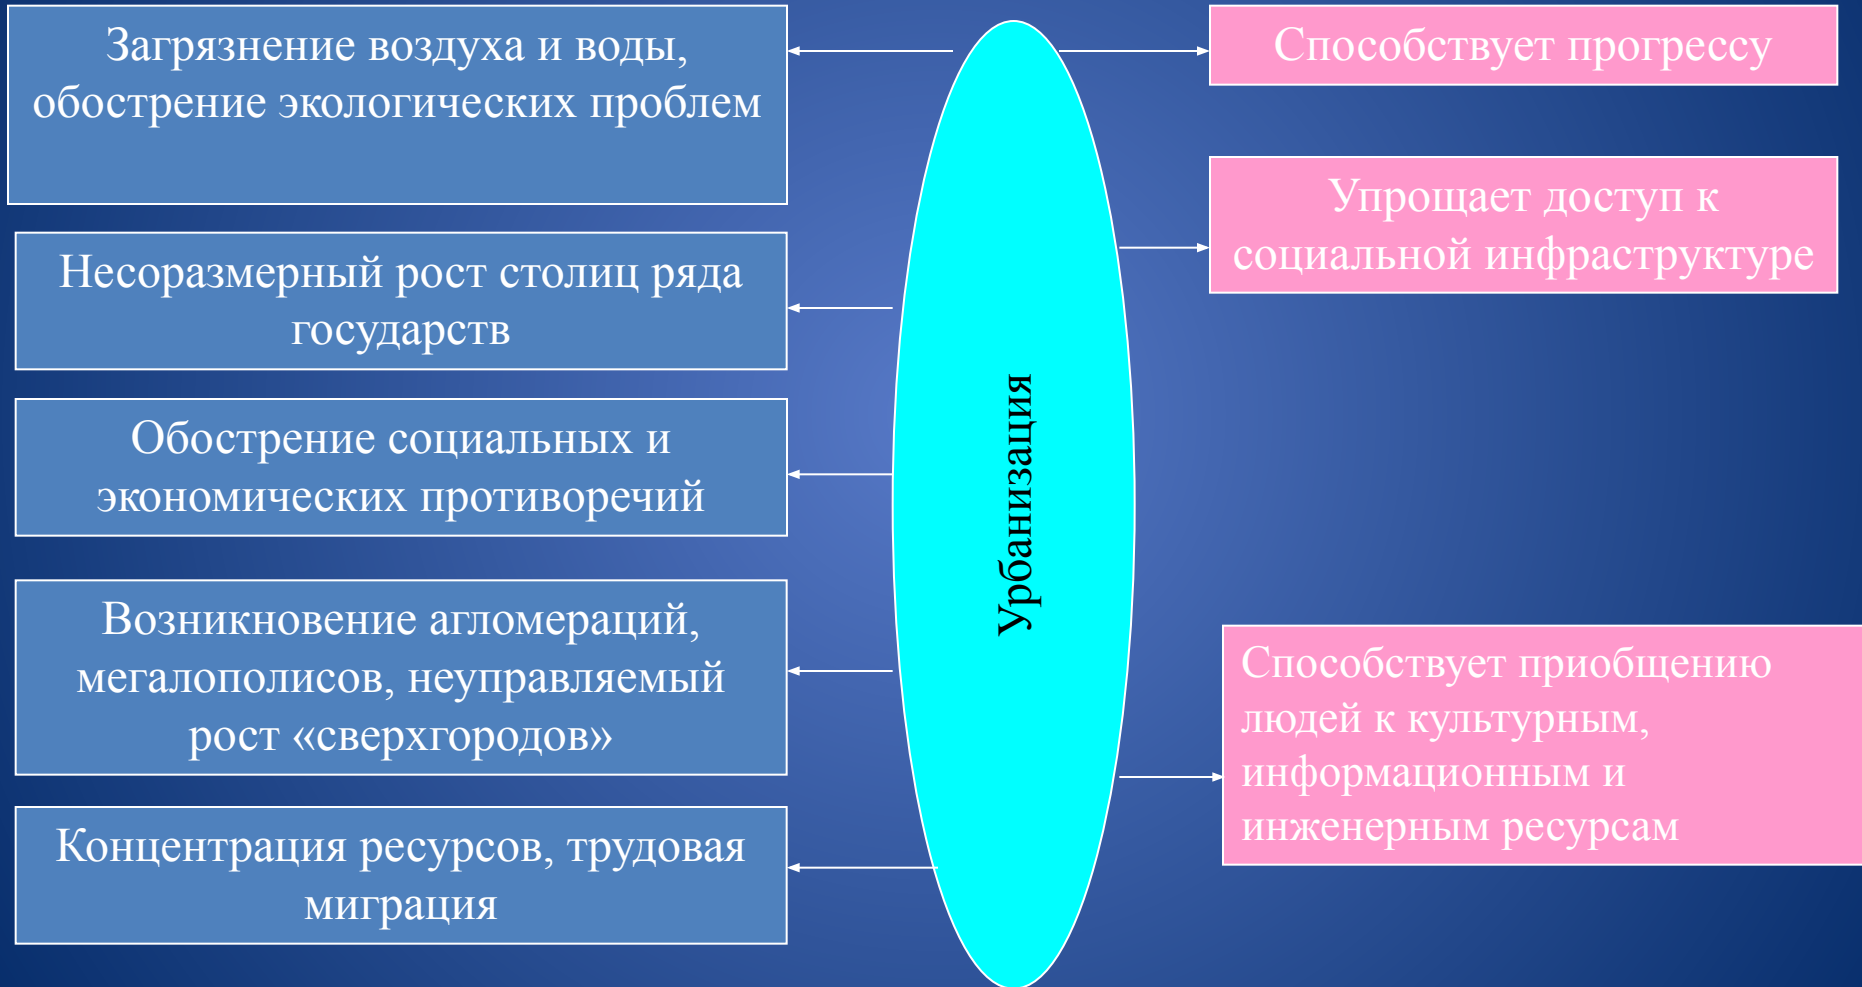 Загрязнение воздуха и воды,
обострение экологических проблем
Несоразмерный рост столиц ряда
государств
Обострение социальных и
экономических противоречий
Возникновение агломераций,
мегалополисов, неуправляемый
рост «сверхгородов»
Концентрация ресурсов, трудовая
миграция
Урбанизация
Способствует прогрессу
Упрощает доступ к
социальной инфраструктуре
Способствует приобщению
людей к культурным,
информационным и
инженерным ресурсам